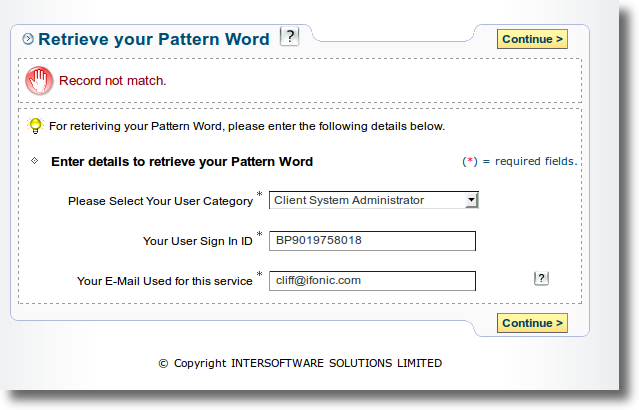 Retrieve your Pattern Word ? Continue >
Record not match.
For reteriving your Pattern Word, please enter the following details below.
Enter details to retrieve your Pattern Word (*) = required fields.
Please Select Your User Category * Client System Administrator
Your User Sign In ID * BP9019758018
Your E-Mail Used for this service * cliff@ifonic.com ?
Continue >
© Copyright INTERSOFTWARE SOLUTIONS LIMITED